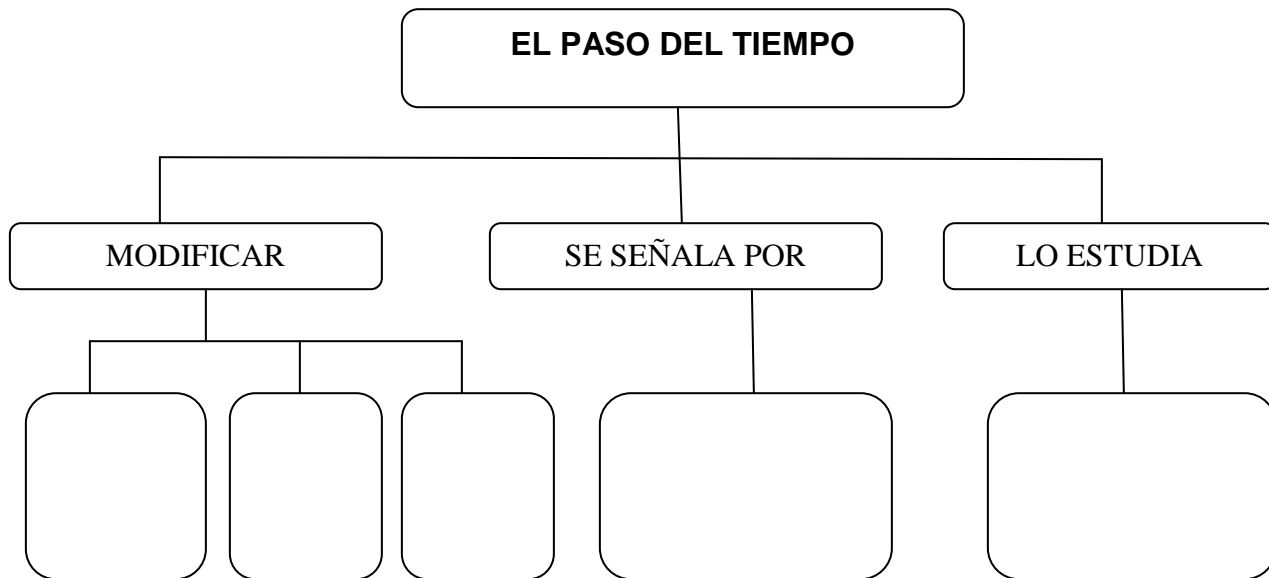 EL PASO DEL TIEMPO
MODIFICAR
SE SEÑALA POR
LO ESTUDIA